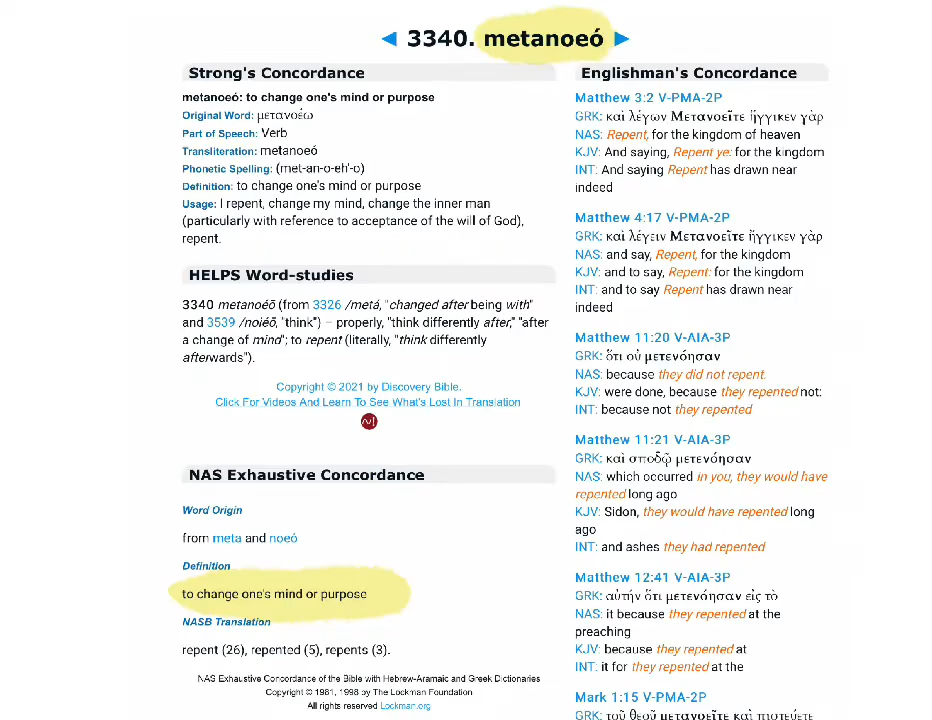 ◄ 3340. metanoeó ►
Strong's Concordance
metanoeó: to change one's mind or purpose
Original Word: μετανοέω
Part of Speech: Verb
Transliteration: metanoeó
Phonetic Spelling: (met-an-o-eh'-o)
Definition: to change one's mind or purpose
Usage: I repent, change my mind, change the inner man
(particularly with reference to acceptance of the will of God),
repent.
HELPS Word-studies
3340 metanoéō (from 3326 /metá, "changed after being with"
and 3539 /noiéō, "think") – properly, "think differently after," "after
a change of mind"; to repent (literally, "think differently
afterwards").
Copyright © 2021 by Discovery Bible.
Click For Videos And Learn To See What's Lost In Translation
NAS Exhaustive Concordance
Word Origin
from meta and noeó
Definition
to change one's mind or purpose
NASB Translation
repent (26), repented (5), repents (3).
NAS Exhaustive Concordance of the Bible with Hebrew-Aramaic and Greek Dictionaries
Copyright © 1981, 1998 by The Lockman Foundation
All rights reserved Lockman.org
Englishman's Concordance
Matthew 3:2 V-PMA-2P
GRK: καὶ λέγων Μετανοεῖτε ἤγγικεν γὰρ
NAS: Repent, for the kingdom of heaven
KJV: And saying, Repent ye: for the kingdom
INT: And saying Repent has drawn near
indeed
Matthew 4:17 V-PMA-2P
GRK: καὶ λέγειν Μετανοεῖτε ἤγγικεν γὰρ
NAS: and say, Repent, for the kingdom
KJV: and to say, Repent: for the kingdom
INT: and to say Repent has drawn near
indeed
Matthew 11:20 V-AIA-3P
GRK: ὅτι οὐ μετενόησαν
NAS: because they did not repent.
KJV: were done, because they repented not:
INT: because not they repented
Matthew 11:21 V-AIA-3P
GRK: καὶ σποδῷ μετενόησαν
NAS: which occurred in you, they would have
repented long ago
KJV: Sidon, they would have repented long
ago
INT: and ashes they had repented
Matthew 12:41 V-AIA-3P
GRK: αὐτήν ὅτι μετενόησαν εἰς τὸ
NAS: it because they repented at the
preaching
KJV: because they repented at
INT: it for they repented at the
Mark 1:15 V-PMA-2P
GRK: τοῦ θεοῦ μετανοεῖτε καὶ πιστεύετε